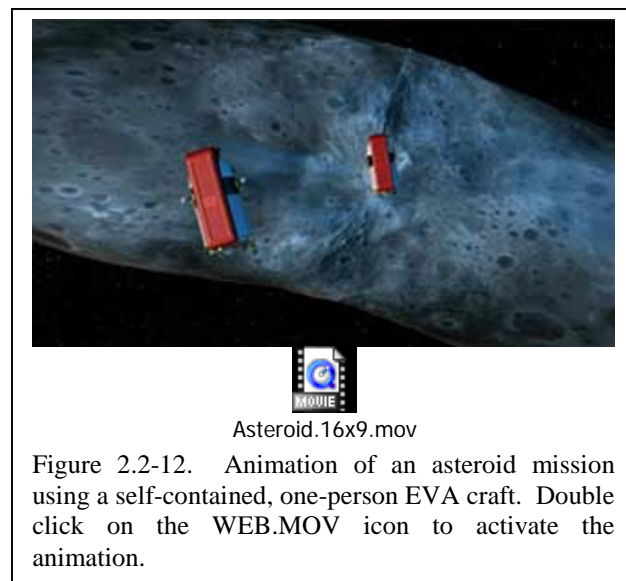 MOVIE
Asteroid.16x9.mov
Figure 2.2-12. Animation of an asteroid mission
using a self-contained, one-person EVA craft. Double
click on the WEB.MOV icon to activate the
animation.